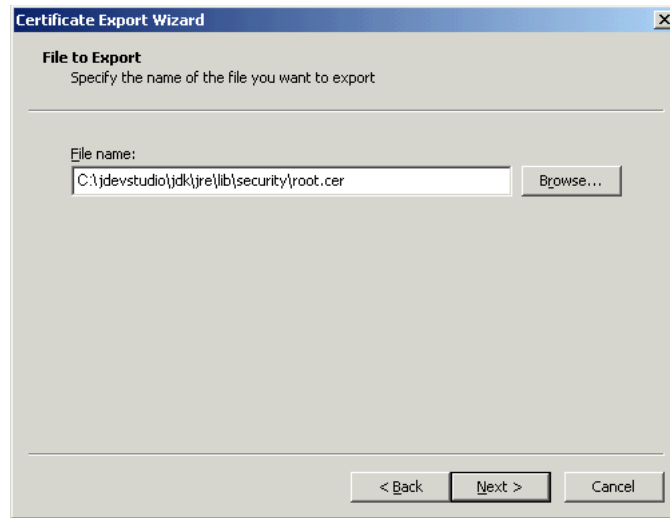 Certificate Export Wizard
File to Export
Specify the name of the file you want to export
File name:
C:\jdevstudio\jdk\jre\lib\security\root.cer
Browse...
< Back
Next >
Cancel